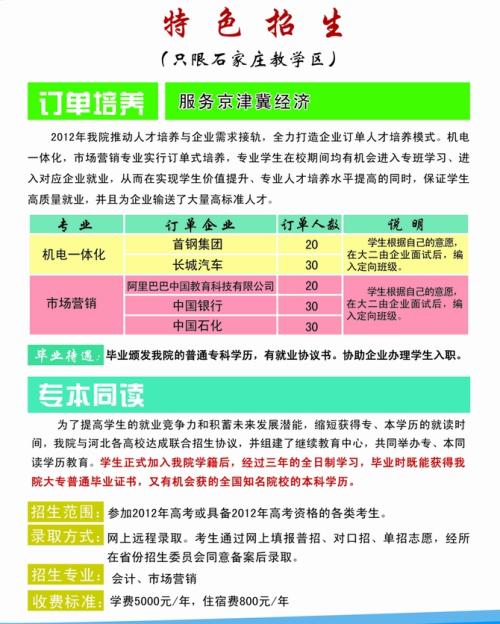 特色招生
(只限石家庄教学区)
订单培养 服务京津冀经济
2012年我院推动人才培养与企业需求接轨，全力打造企业订单人才培养模式。机电
一体化，市场营销专业实行订单式培养，专业学生在校期间均有机会进入专班学习、进
入对应企业就业，从而在实现学生价值提升、专业人才培养水平提高的同时，保证学生
高质量就业，并且为企业输送了大量高标准人才。
专业 订单企业 订单人数 说明
机电一体化 首钢集团 20 学生根据自己的意愿，
在大二由企业面试后，编
入定向班级。
长城汽车 30
市场营销 阿里巴巴中国教育科技有限公司 20 学生根据自己的意愿，
在大二由企业面试后，编
入定向班级。
中国银行 30
中国石化 30
毕业待遇：毕业颁发我院的普通专科学历，有就业协议书。协助企业办理学生入职。
专本同读
为了提高学生的就业竞争力和积蓄未来发展潜能，缩短获得专、本学历的就读时
间，我院与河北各高校达成联合招生协议，并组建了继续教育中心，共同举办专、本同
读学历教育。学生正式加入我院学籍后，经过三年的全日制学习，毕业时既能获得我
院大专普通毕业证书，又有机会获的全国知名院校的本科学历。
招生范围：参加2012年高考或具备2012年高考资格的各类考生。
录取方式：网上远程录取。考生通过网上填报普招、对口招、单招志愿，经所
在省份招生委员会同意备案后录取。
招生专业：会计、市场营销
收费标准：学费5000元/年，住宿费800元/年